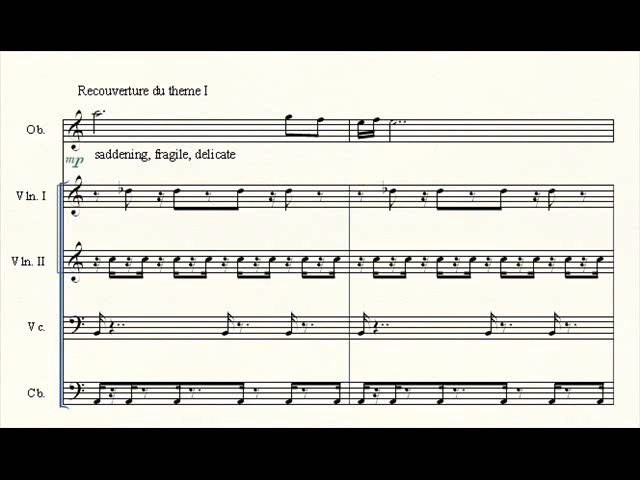 Recouverture du theme I
Ob.
mp
saddening, fragile, delicate
Vln. I
Vln. II
Vc.
Cb.